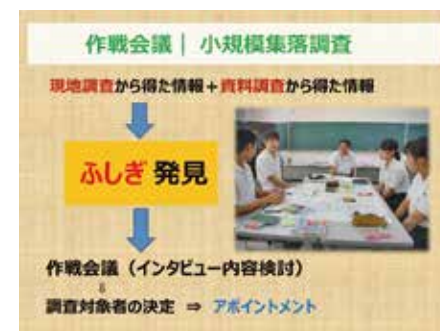 作戦会議| 小規模集落調査
現地調査から得た情報+資料調査から得た情報
ふしぎ 発見
作戦会議(インタビュー内容検討)
⇓
調査対象者の決定 ⇒ アポイントメント